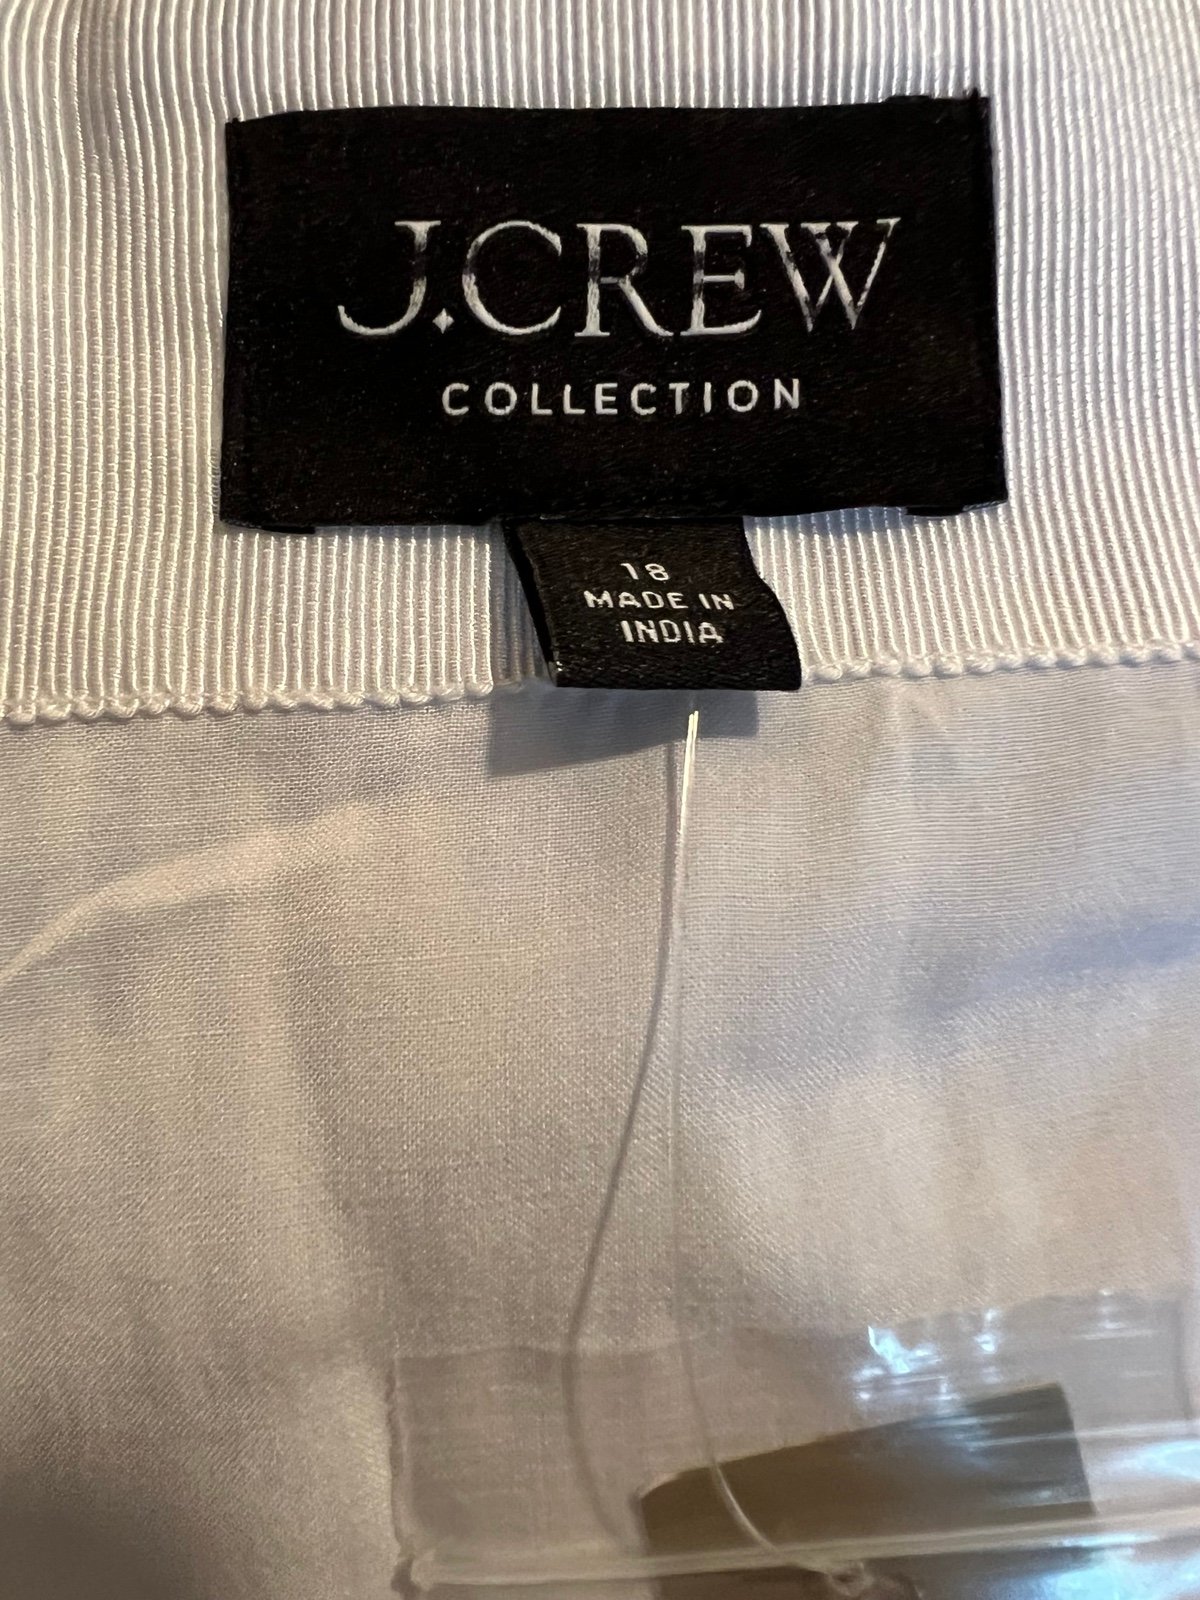 J.CREW
COLLECTION
18
MADE IN
INDIA